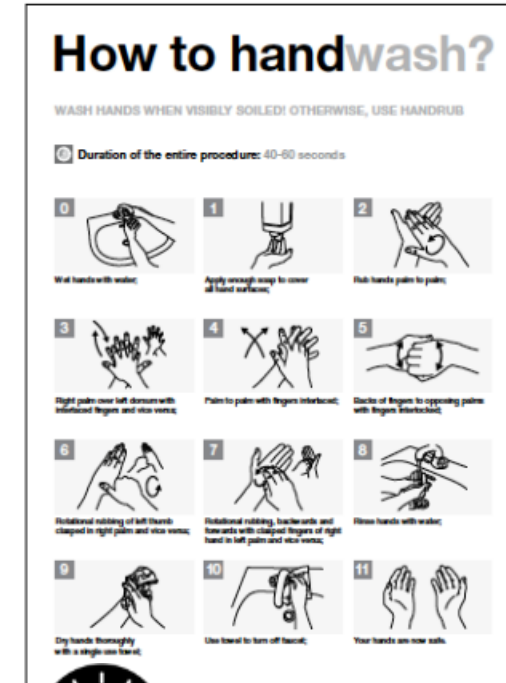 How to handwash?
WASH HANDS WHEN VISIBLY SOILED! OTHERWISE, USE HANDRUB
Duration of the entire procedure: 40-60 seconds
0
Wet hands with water;
1
Apply enough soap to cover
all hand surfaces;
2
Rub hands palm to palm;
3
Right palm over left dorsum with
interlaced fingers and vice versa;
4
Palm to palm with fingers interlaced;
5
Backs of fingers to opposing palms
with fingers interlocked;
6
Rotational rubbing of left thumb
clasped in right palm and vice versa;
7
Rotational rubbing, backwards and
forwards with clasped fingers of right
hand in left palm and vice versa;
8
Rinse hands with water;
9
Dry hands thoroughly
with a single use towel;
10
Use towel to turn off faucet;
11
Your hands are now safe.